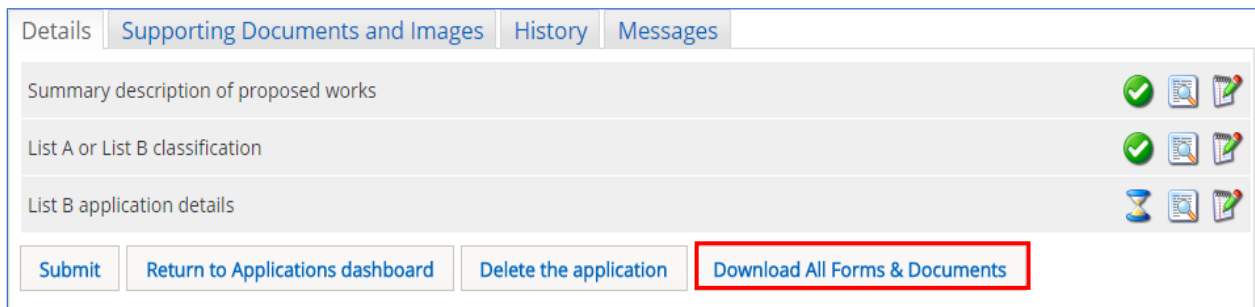 Details Supporting Documents and Images History Messages
Summary description of proposed works
List A or List B classification
List B application details
Submit Return to Applications dashboard Delete the application Download All Forms & Documents